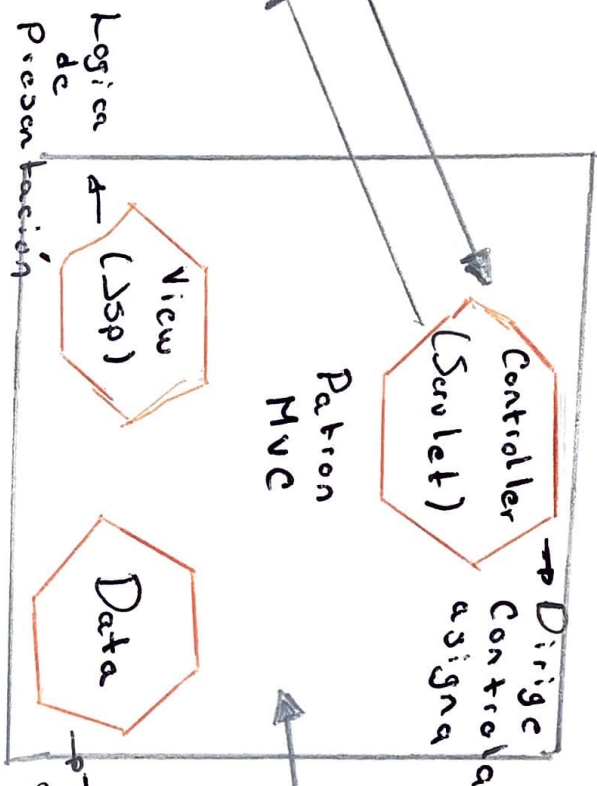 Controller
(Servlet)
→ Dirige
Controla
asigna
Patron
MVC
View
(Jsp)
Logica
de
Presentación
Data